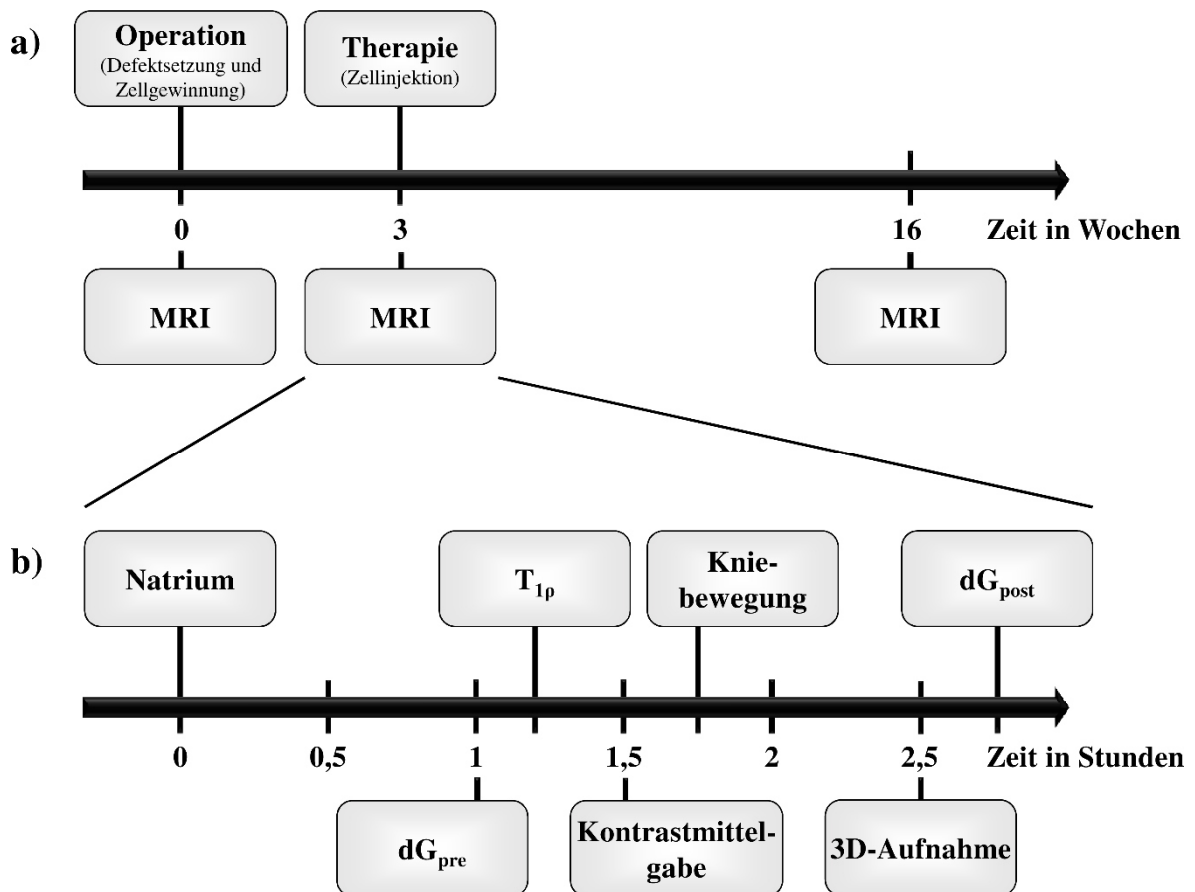 a)
Operation
(Defektsetzung und
Zellgewinnung)
Therapie
(Zellinjektion)
0
3
16
Zeit in Wochen
MRI
MRI
MRI
b)
Natrium
T1ρ
Knie-
bewegung
dGpost
0
0,5
1
1,5
2
2,5
Zeit in Stunden
dGpre
Kontrastmittel-
gabe
3D-Aufnahme